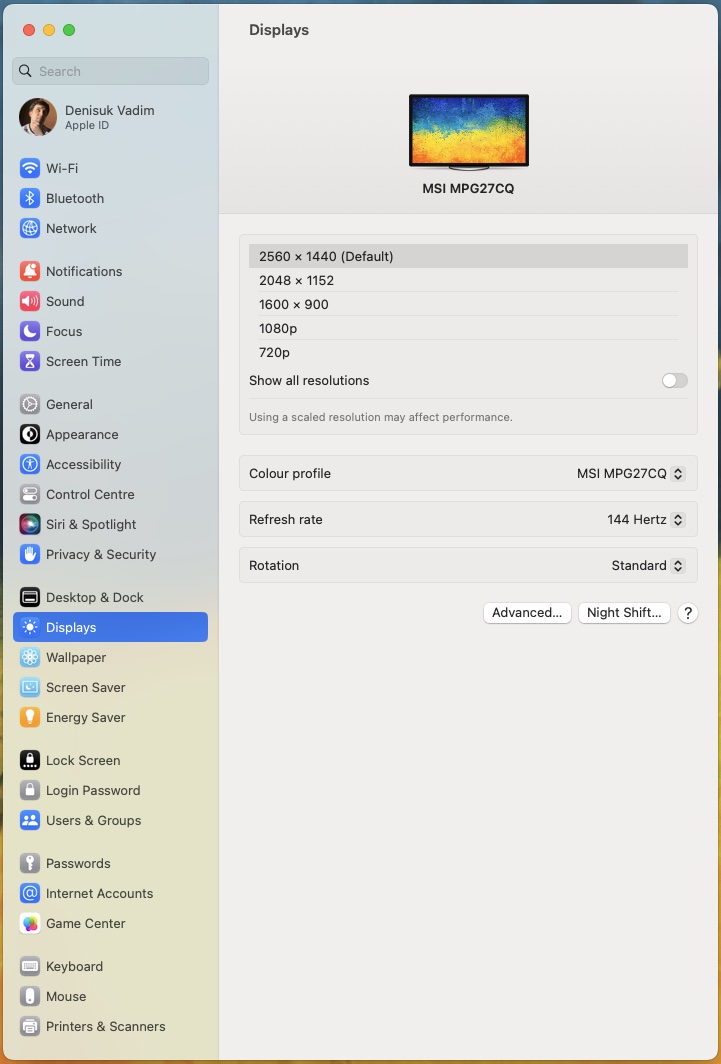 Displays
Search
Denisuk Vadim
Apple ID
Wi-Fi
Bluetooth
Network
Notifications
Sound
Focus
Screen Time
General
Appearance
Accessibility
Control Centre
Siri & Spotlight
Privacy & Security
Desktop & Dock
Displays
Wallpaper
Screen Saver
Energy Saver
Lock Screen
Login Password
Users & Groups
Passwords
Internet Accounts
Game Center
Keyboard
Mouse
Printers & Scanners
MSI MPG27CQ
2560 × 1440 (Default)
2048 × 1152
1600 × 900
1080p
720p
Show all resolutions
Using a scaled resolution may affect performance.
Colour profile MSI MPG27CQ
Refresh rate 144 Hertz
Rotation Standard
Advanced... Night Shift... ?